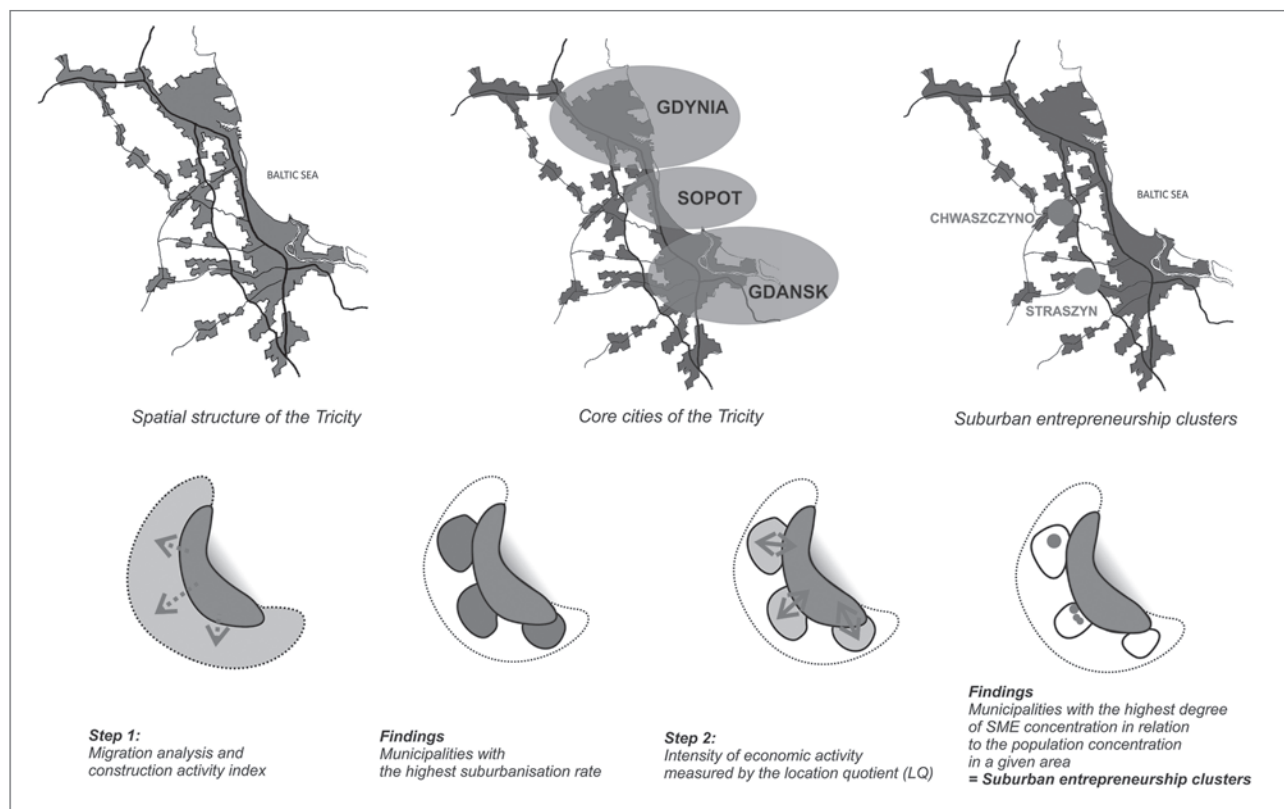 BALTIC SEA
Spatial structure of the Tricity
GDYNIA
SOPOT
GDANSK
Core cities of the Tricity
BALTIC SEA
CHWASZCZYNO
STRASZYN
Suburban entrepreneurship clusters
Step 1:
Migration analysis and
construction activity index
Findings
Municipalities with
the highest suburbanisation rate
Step 2:
Intensity of economic activity
measured by the location quotient (LQ)
Findings
Municipalities with the highest degree
of SME concentration in relation
to the population concentration
in a given area
= Suburban entrepreneurship clusters